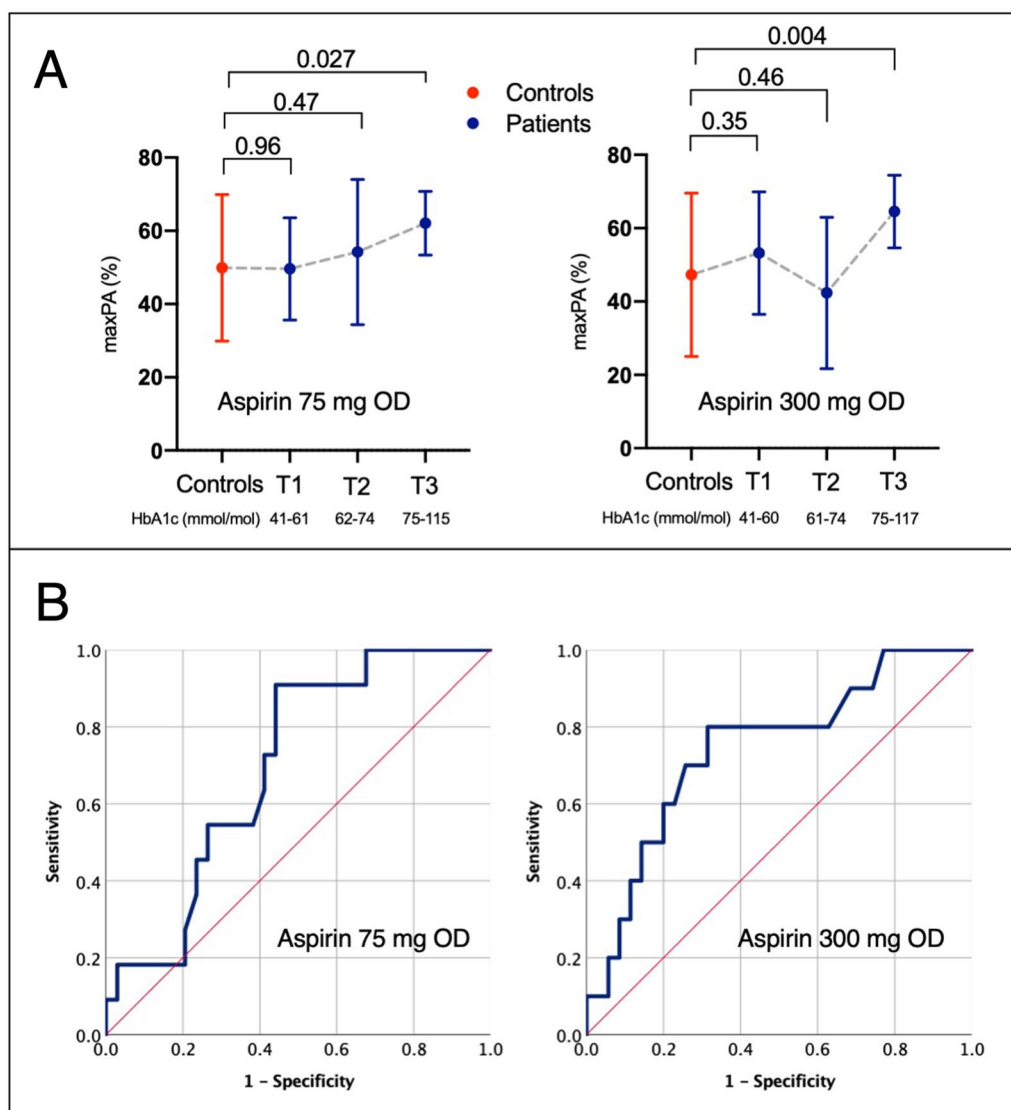 A
0.027
0.47
0.96
Controls
Patients
0.004
0.46
0.35
80
60
40
20
0
maxPA (%)
Aspirin 75 mg OD
Controls T1 T2 T3
HbA1c (mmol/mol) 41-61 62-74 75-115
80
60
40
20
0
maxPA (%)
Aspirin 300 mg OD
Controls T1 T2 T3
HbA1c (mmol/mol) 41-60 61-74 75-117
B
1.0
0.8
0.6
0.4
0.2
0.0
Sensitivity
Aspirin 75 mg OD
0.0 0.2 0.4 0.6 0.8 1.0
1 – Specificity
1.0
0.8
0.6
0.4
0.2
0.0
Sensitivity
Aspirin 300 mg OD
0.0 0.2 0.4 0.6 0.8 1.0
1 – Specificity